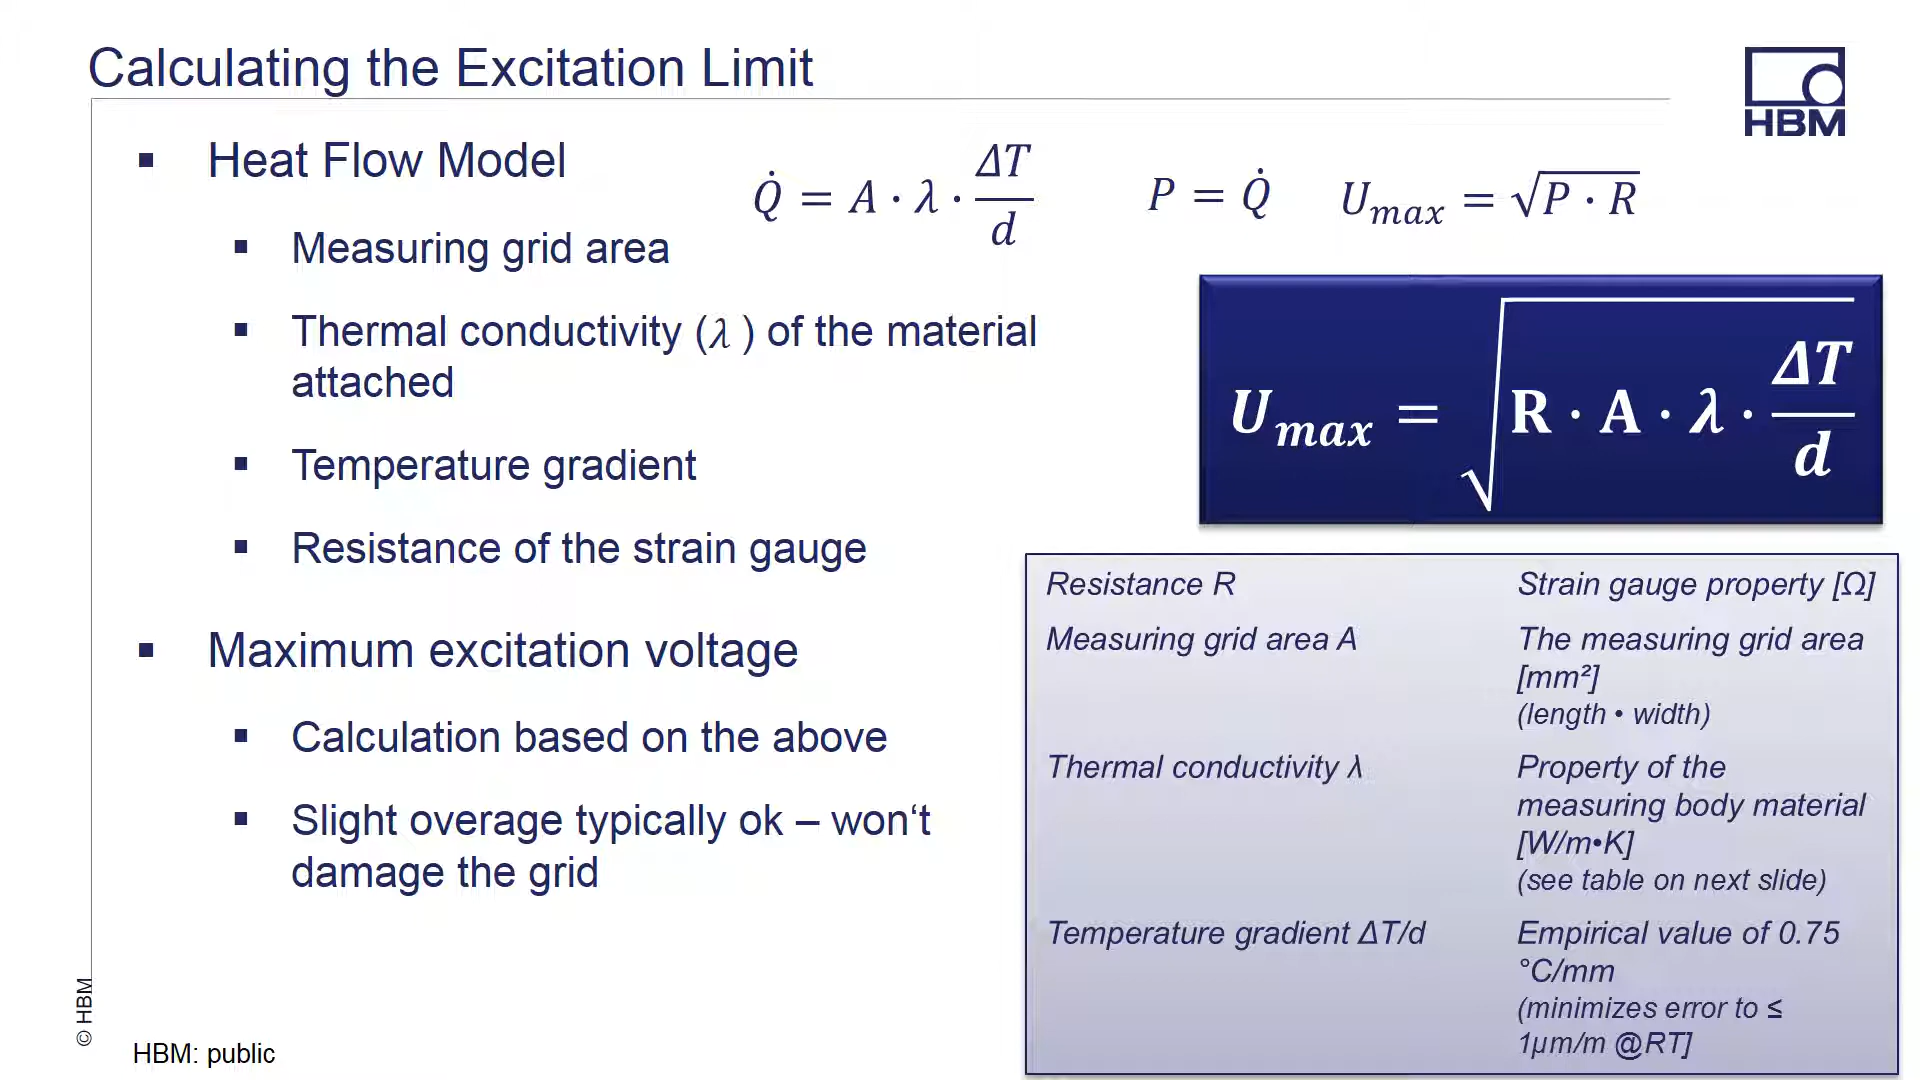 Calculating the Excitation Limit
HBM
▪ Heat Flow Model
Q̇ = A · λ · ΔT/d
P = Q̇
U_max = √P · R
▪ Measuring grid area
▪ Thermal conductivity (λ ) of the material
attached
▪ Temperature gradient
▪ Resistance of the strain gauge
▪ Maximum excitation voltage
▪ Calculation based on the above
▪ Slight overage typically ok – won‘t
damage the grid
U_max = √R · A · λ · ΔT/d
Resistance R
Strain gauge property [Ω]
Measuring grid area A
The measuring grid area
[mm²]
(length • width)
Thermal conductivity λ
Property of the
measuring body material
[W/m•K]
(see table on next slide)
Temperature gradient ΔT/d
Empirical value of 0.75
°C/mm
(minimizes error to ≤
1μm/m @RT]
© HBM
HBM: public